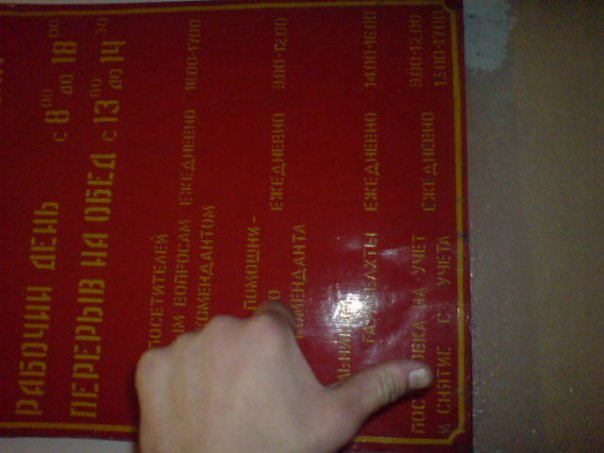 РАБОЧИЙ ДЕНЬ С 8⁰⁰ ДО 18⁰⁰
ПЕРЕРЫВ НА ОБЕД С 13⁰⁰ ДО 14³⁰
ПОСЕТИТЕЛЕЙ
ВОПРОСАМ ЕЖЕДНЕВНО 16.00-17.00
КОМЕНДАНТОМ
ПОМОЩНИ-
ЕЖЕДНЕВНО 9.00-12.00
КОМЕНДАНТА
ГАУПТВАХТЫ ЕЖЕДНЕВНО 14.00-16.00
НА УЧЕТ 9.00-12.00
И СНЯТИЕ С УЧЕТА ЕЖЕДНЕВНО 15.00-17.00